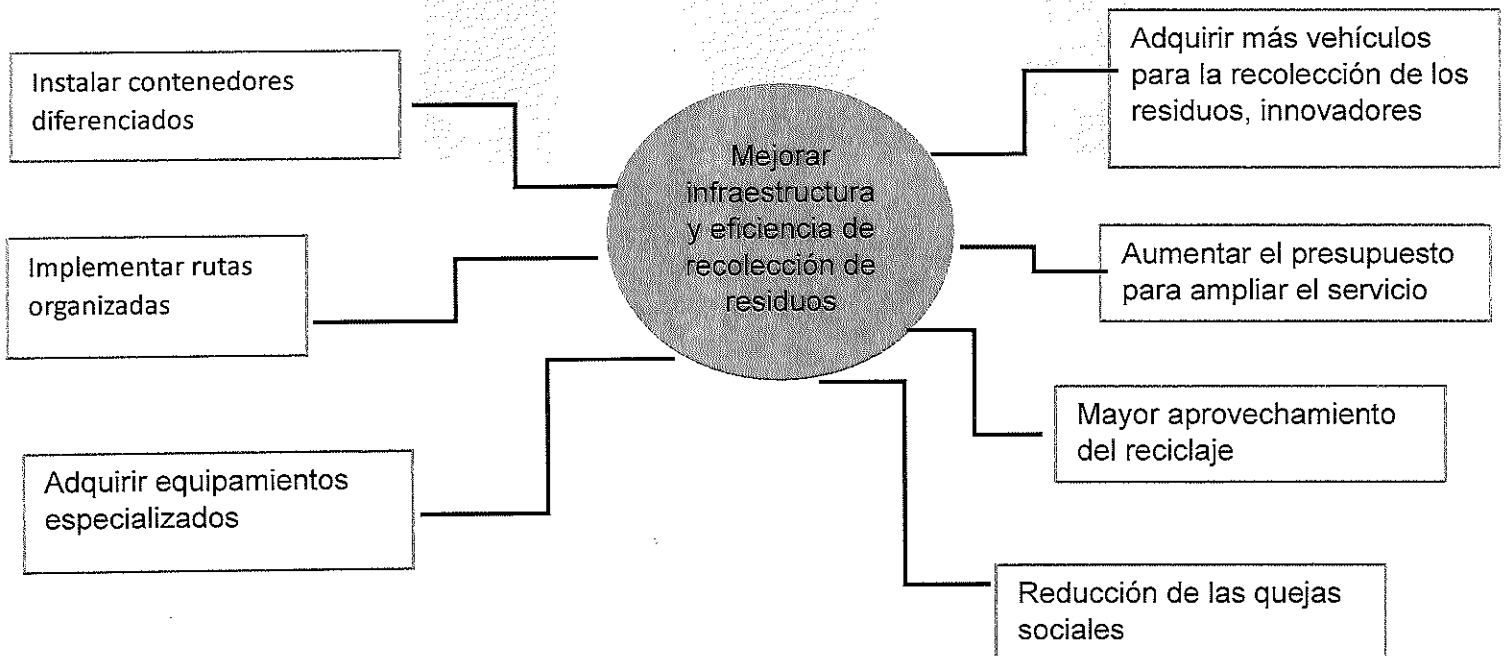 Instalar contenedores
diferenciados
Implementar rutas
organizadas
Adquirir equipamientos
especializados
Mejorar
infraestructura
y eficiencia de
recolección de
residuos
Adquirir más vehículos
para la recolección de los
residuos, innovadores
Aumentar el presupuesto
para ampliar el servicio
Mayor aprovechamiento
del reciclaje
Reducción de las quejas
sociales